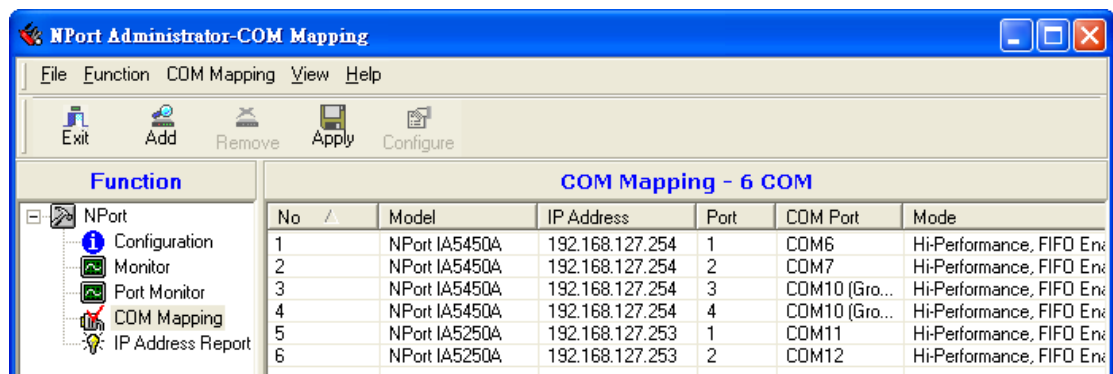 NPort Administrator-COM Mapping
File Function COM Mapping View Help
Exit Add Remove Apply Configure
Function
COM Mapping - 6 COM
NPort
Configuration
Monitor
Port Monitor
COM Mapping
IP Address Report
No Model IP Address Port COM Port Mode
1 NPort IA5450A 192.168.127.254 1 COM6 Hi-Performance, FIFO Ena
2 NPort IA5450A 192.168.127.254 2 COM7 Hi-Performance, FIFO Ena
3 NPort IA5450A 192.168.127.254 3 COM10 (Gro... Hi-Performance, FIFO Ena
4 NPort IA5450A 192.168.127.254 4 COM10 (Gro... Hi-Performance, FIFO Ena
5 NPort IA5250A 192.168.127.253 1 COM11 Hi-Performance, FIFO Ena
6 NPort IA5250A 192.168.127.253 2 COM12 Hi-Performance, FIFO Ena